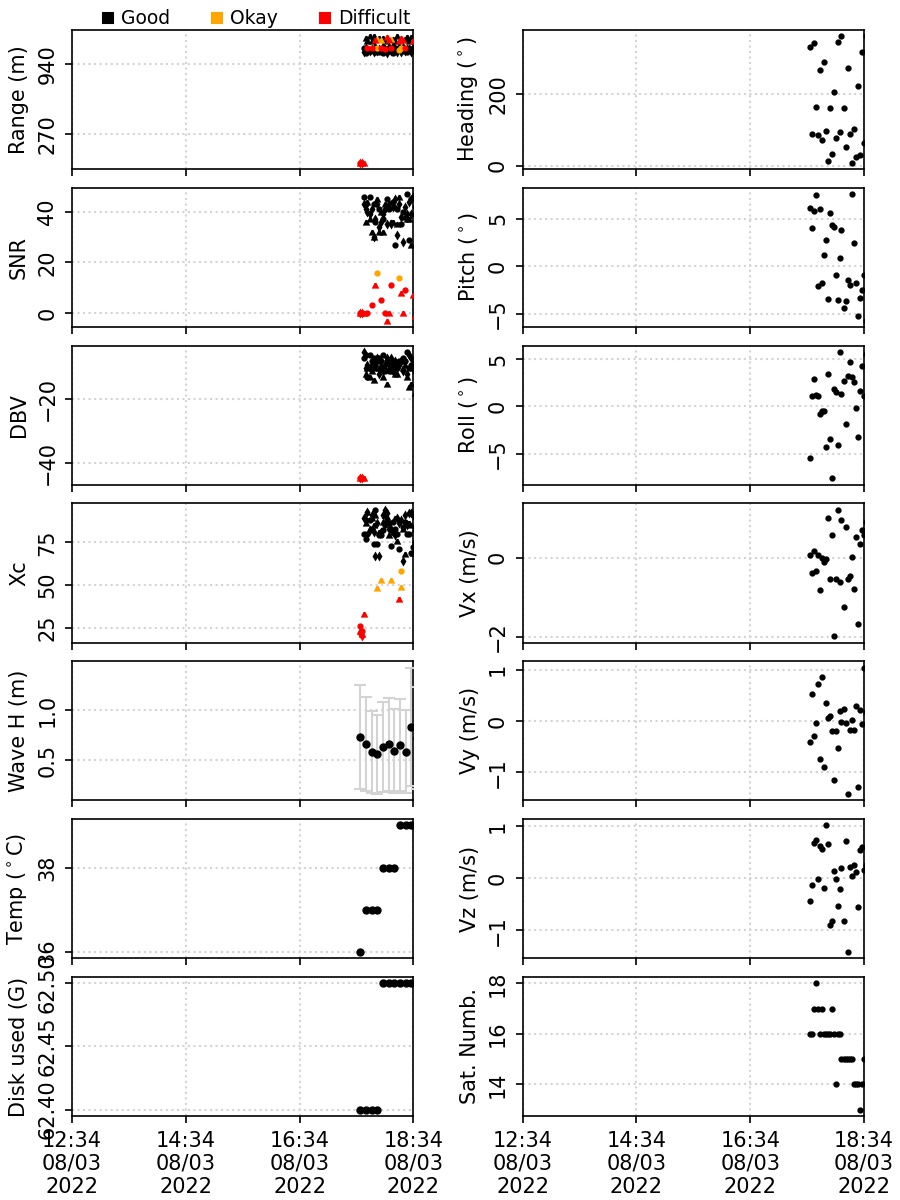 Good Okay Difficult
Range (m) 940 270
Heading (°) 200 0
SNR 40 20 0
Pitch (°) 5 0 −5
DBV −20 −40
Roll (°) 5 0 −5
Xc 75 50 25
Vx (m/s) 0 −2
Wave H (m) 1.0 0.5
Vy (m/s) 1 0 −1
Temp (°C) 38 36
Vz (m/s) 1 0 −1
Disk used (G) 62.50 62.45 62.40
Sat. Numb. 18 16 14
12:34 14:34 16:34 18:34 12:34 14:34 16:34 18:34
08/03 08/03 08/03 08/03 08/03 08/03 08/03 08/03
2022 2022 2022 2022 2022 2022 2022 2022